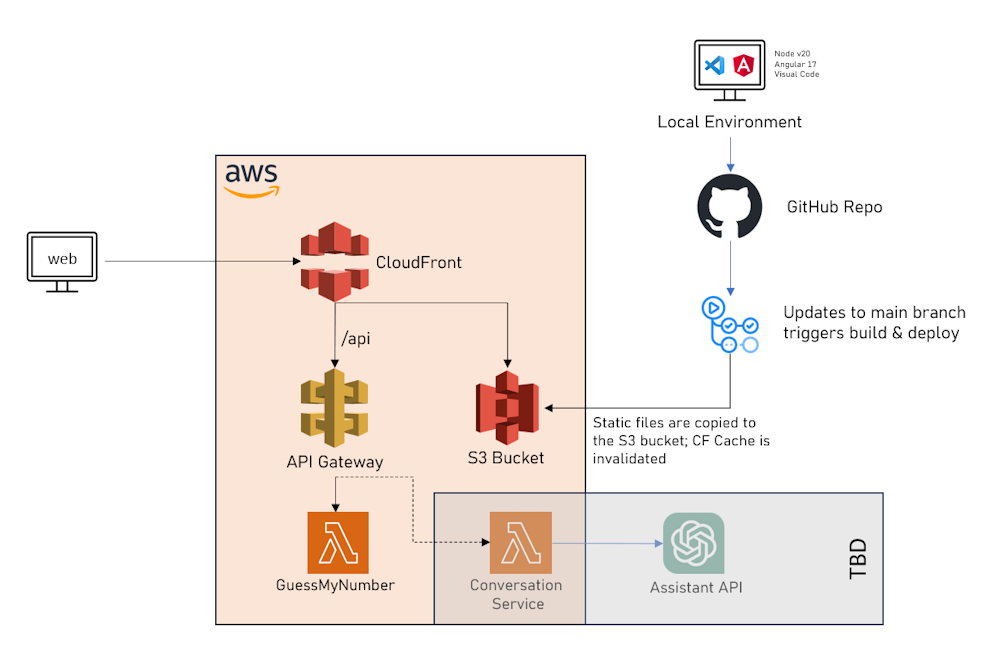 Node v20
Angular 17
Visual Code
Local Environment
aws
GitHub Repo
web
CloudFront
Updates to main branch
triggers build & deploy
/api
Static files are copied to
the S3 bucket; CF Cache is
invalidated
API Gateway
S3 Bucket
GuessMyNumber
Conversation
Service
Assistant API
TBD